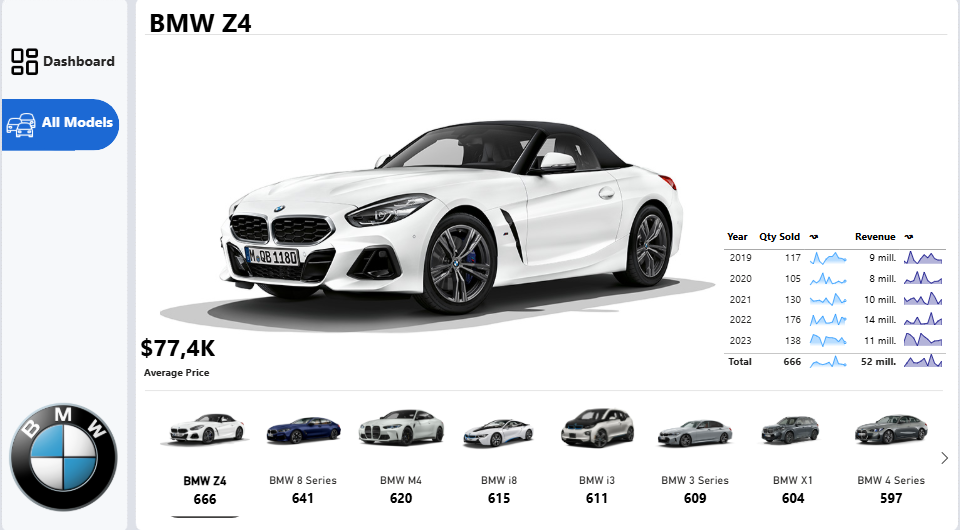 BMW Z4
Dashboard
All Models
M QB 1180
Year Qty Sold Revenue
2019 117 9 mill.
2020 105 8 mill.
2021 130 10 mill.
2022 176 14 mill.
2023 138 11 mill.
Total 666 52 mill.
$77,4K
Average Price
BMW
BMW Z4 BMW 8 Series BMW M4 BMW i8 BMW i3 BMW 3 Series BMW X1 BMW 4 Series
666 641 620 615 611 609 604 597